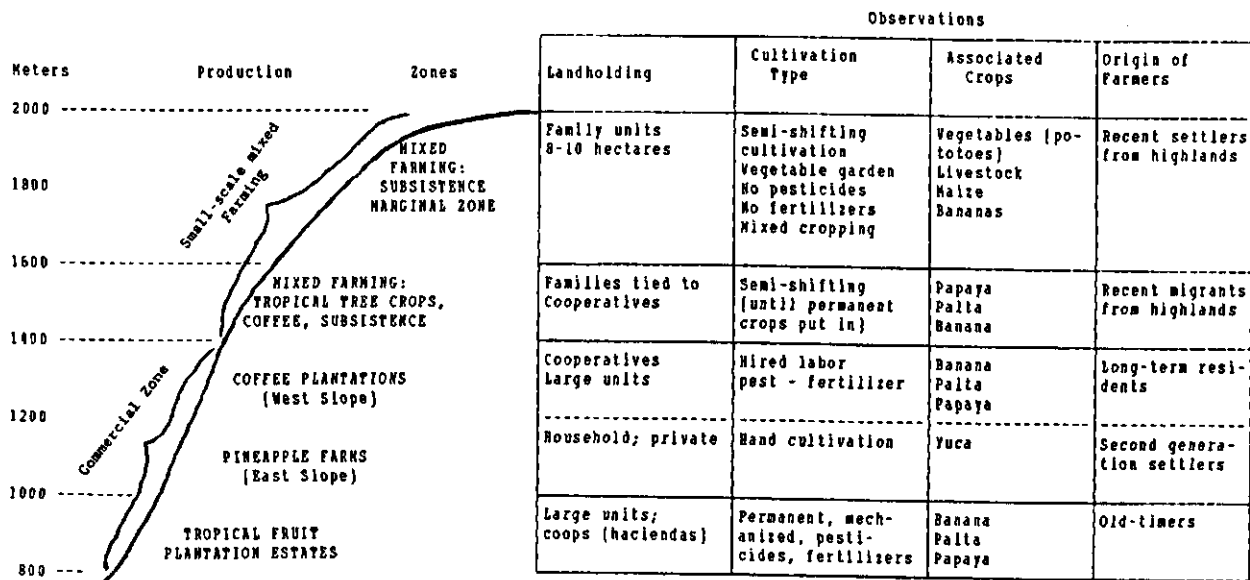 Observations
Meters Production Zones Landholding Cultivation Type Associated Crops Origin of Farmers
2000
Small-scale mixed
Farming
MIXED
FARMING:
SUBSISTENCE
MARGINAL ZONE
Family units
8-10 hectares
Semi-shifting
cultivation
Vegetable garden
No pesticides
No fertilizers
Mixed cropping
Vegetables (po-
totoes)
Livestock
Maize
Bananas
Recent settlers
from highlands
1800
1600
MIXED FARMING:
TROPICAL TREE CROPS,
COFFEE, SUBSISTENCE
Families tied to
Cooperatives
Semi-shifting
(until permanent
crops put in)
Papaya
Palta
Banana
Recent migrants
from highlands
1400
Commercial Zone
COFFEE PLANTATIONS
(West Slope)
Cooperatives
Large units
Hired labor
pest - fertilizer
Banana
Palta
Papaya
Long-term resi-
dents
1200
PINEAPPLE FARMS
(East Slope)
Household; private
Hand cultivation
Yuca
Second genera-
tion settlers
1000
TROPICAL FRUIT
PLANTATION ESTATES
Large units;
coops (haciendas)
Permanent, mech-
anized, pesti-
cides, fertilizers
Banana
Palta
Papaya
Old-timers
800